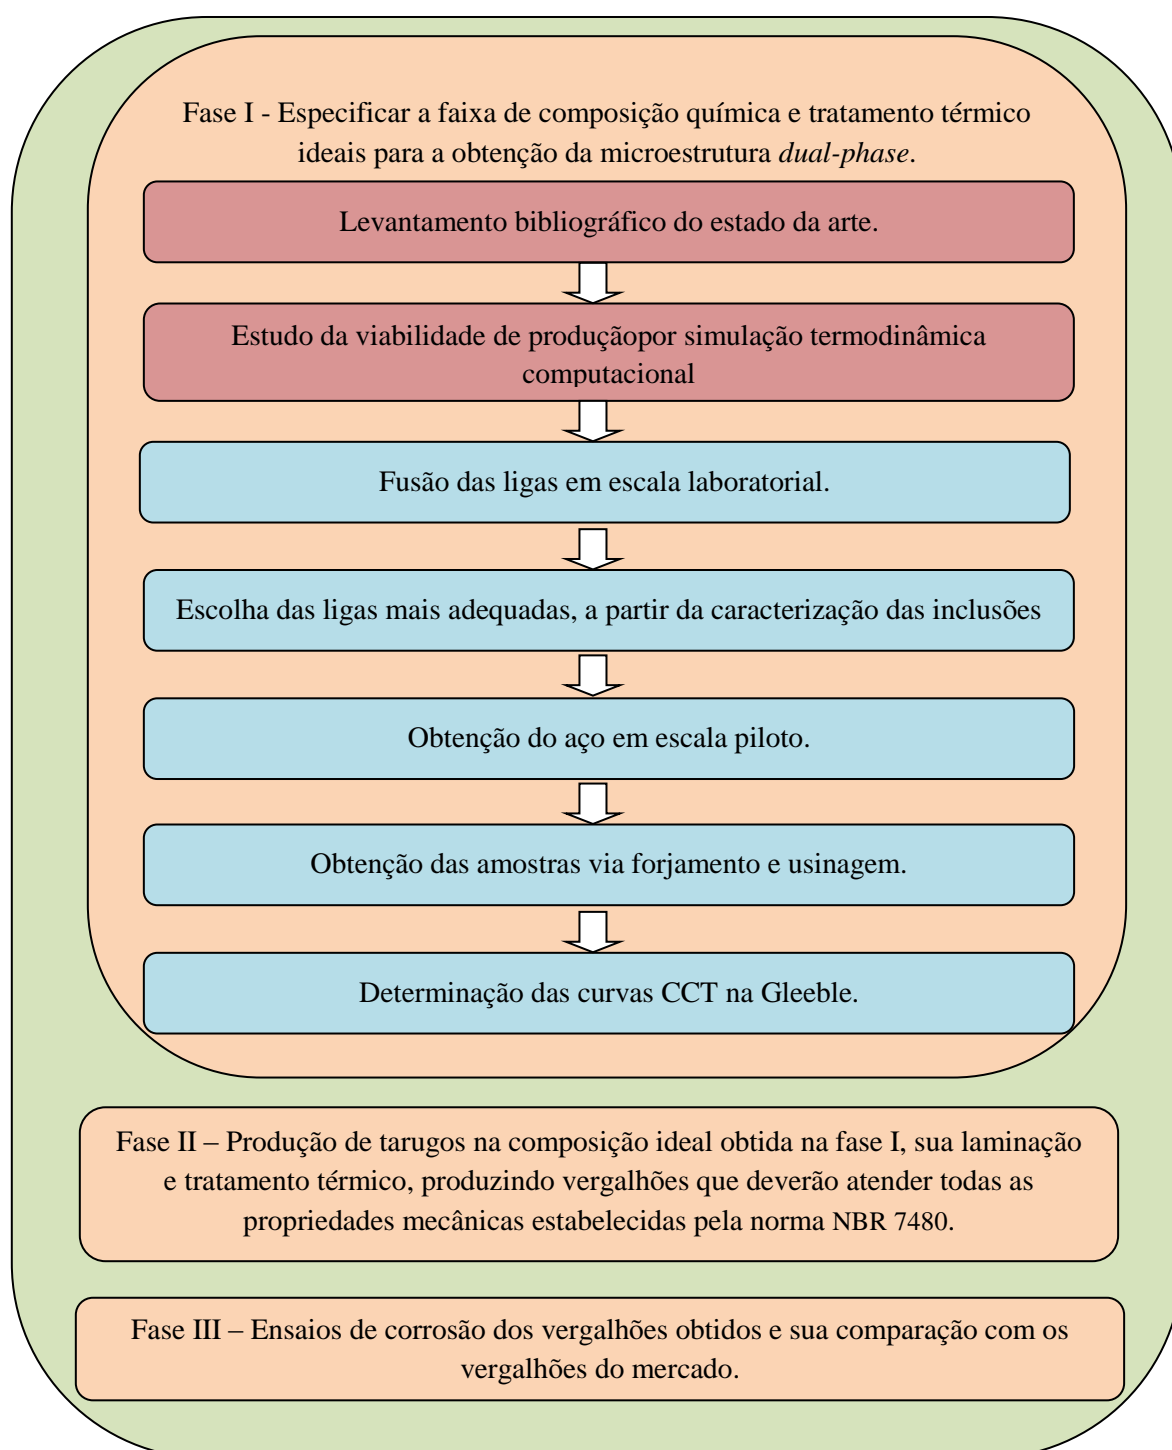 Fase I - Especificar a faixa de composição química e tratamento térmico
ideais para a obtenção da microestrutura dual-phase.
Levantamento bibliográfico do estado da arte.
Estudo da viabilidade de produçãopor simulação termodinâmica
computacional
Fusão das ligas em escala laboratorial.
Escolha das ligas mais adequadas, a partir da caracterização das inclusões
Obtenção do aço em escala piloto.
Obtenção das amostras via forjamento e usinagem.
Determinação das curvas CCT na Gleeble.
Fase II – Produção de tarugos na composição ideal obtida na fase I, sua laminação
e tratamento térmico, produzindo vergalhões que deverão atender todas as
propriedades mecânicas estabelecidas pela norma NBR 7480.
Fase III – Ensaios de corrosão dos vergalhões obtidos e sua comparação com os
vergalhões do mercado.